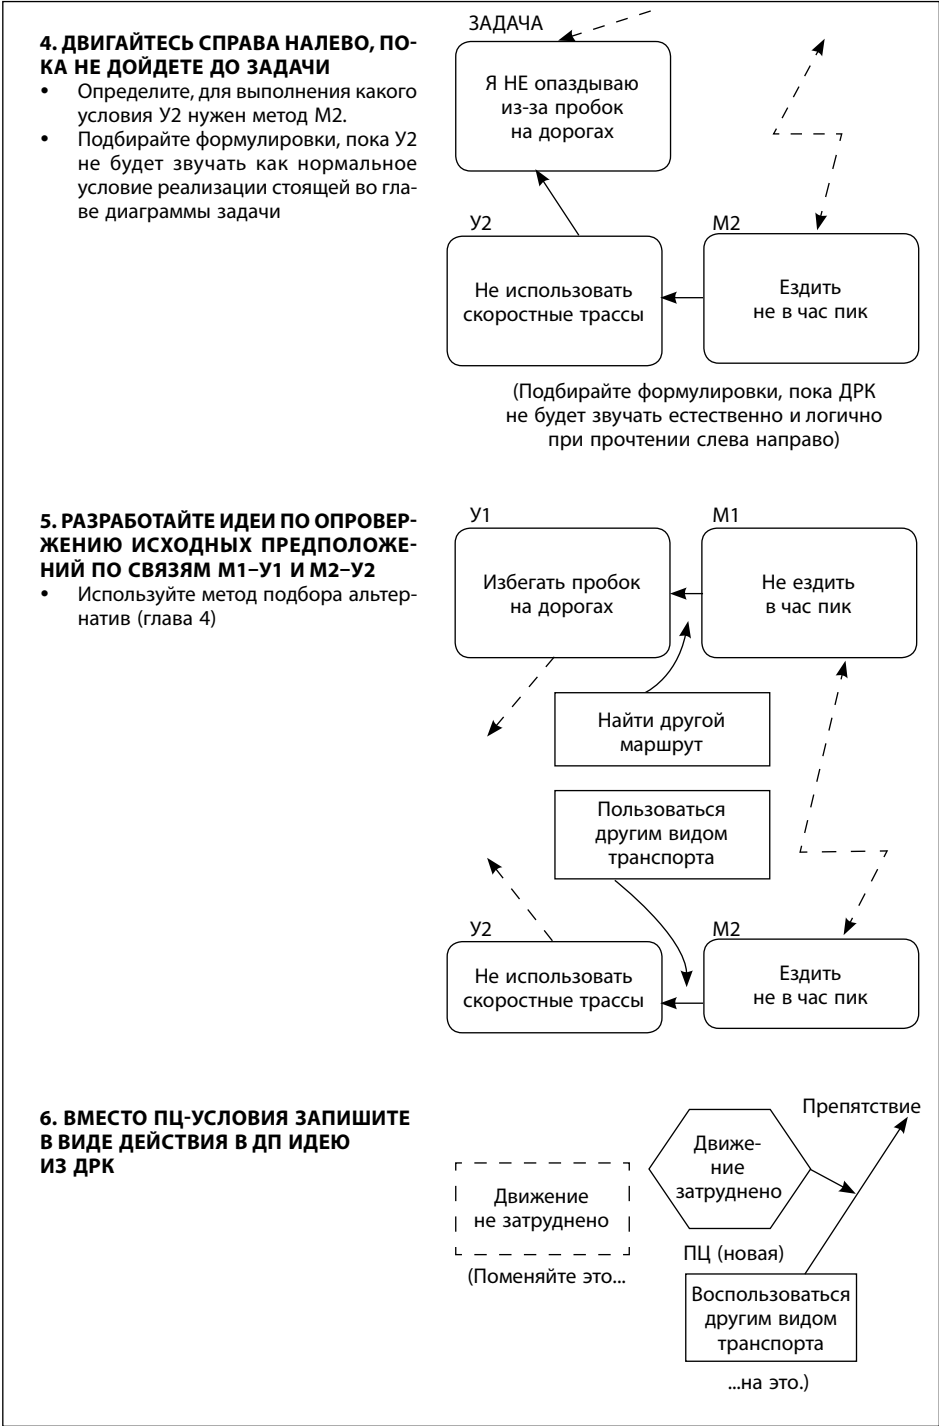 4. ДВИГАЙТЕСЬ СПРАВА НАЛЕВО, ПО-
КА НЕ ДОЙДЕТЕ ДО ЗАДАЧИ
• Определите, для выполнения какого
условия У2 нужен метод М2.
• Подбирайте формулировки, пока У2
не будет звучать как нормальное
условие реализации стоящей во гла-
ве диаграммы задачи
ЗАДАЧА
Я НЕ опаздываю
из-за пробок
на дорогах
У2
Не использовать
скоростные трассы
М2
Ездить
не в час пик
(Подбирайте формулировки, пока ДРК
не будет звучать естественно и логично
при прочтении слева направо)
5. РАЗРАБОТАЙТЕ ИДЕИ ПО ОПРОВЕР-
ЖЕНИЮ ИСХОДНЫХ ПРЕДПОЛОЖЕ-
НИЙ ПО СВЯЗЯМ М1–У1 И М2–У2
• Используйте метод подбора альтер-
натив (глава 4)
У1
Избегать пробок
на дорогах
М1
Не ездить
в час пик
Найти другой
маршрут
Пользоваться
другим видом
транспорта
У2
Не использовать
скоростные трассы
М2
Ездить
не в час пик
6. ВМЕСТО ПЦ-УСЛОВИЯ ЗАПИШИТЕ
В ВИДЕ ДЕЙСТВИЯ В ДП ИДЕЮ
ИЗ ДРК
Движение
не затруднено
(Поменяйте это...
Препятствие
Движе-
ние
затруднено
ПЦ (новая)
Воспользоваться
другим видом
транспорта
...на это.)